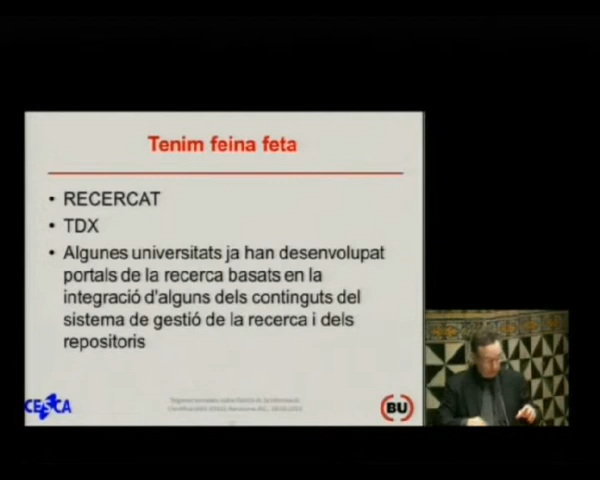 Tenim feina feta
• RECERCAT
• TDX
• Algunes universitats ja han desenvolupat
portals de la recerca basats en la
integració d'alguns dels continguts del
sistema de gestió de la recerca i dels
repositoris
CESCA
BU